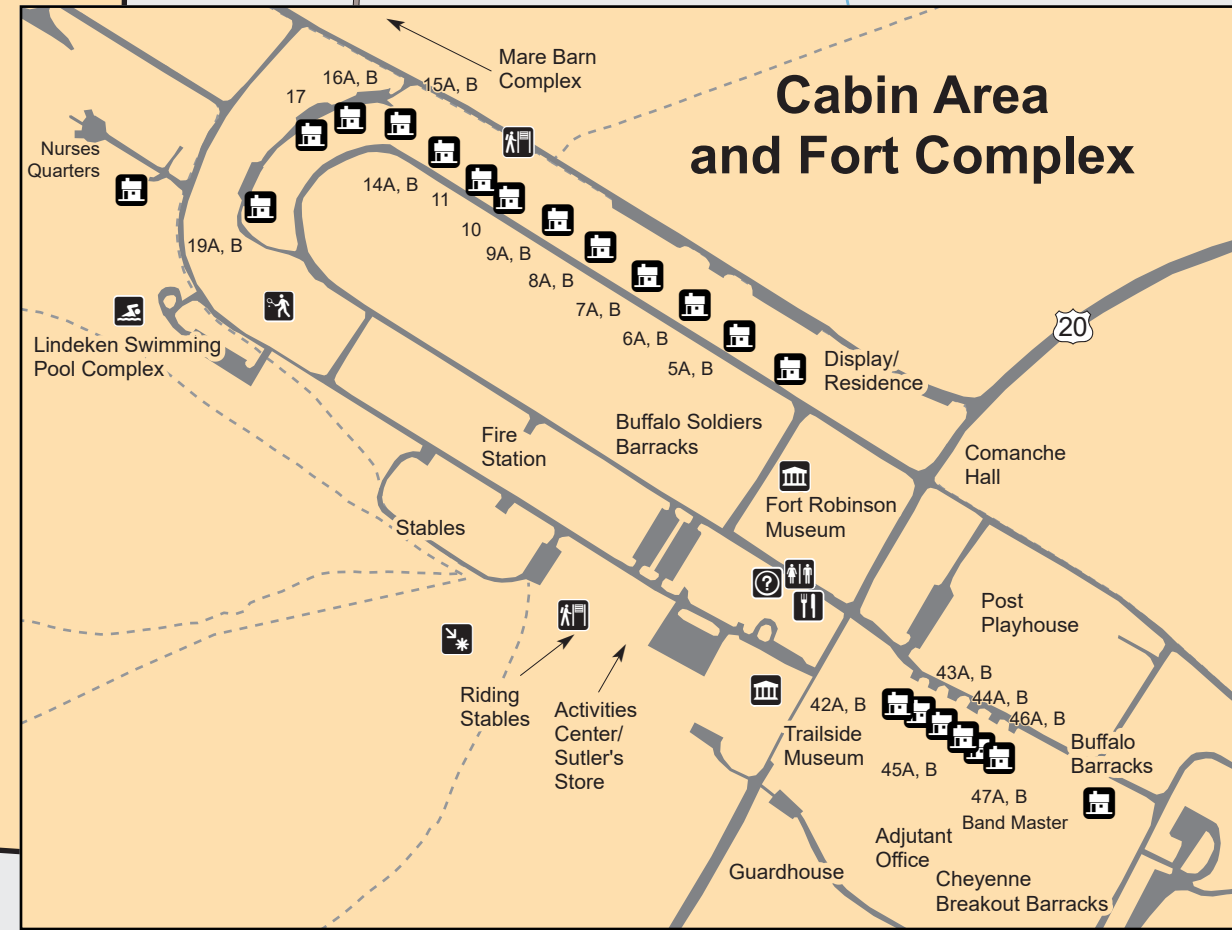 Cabin Area
and Fort Complex
Mare Barn
Complex
16A, B
15A, B
17
Nurses
Quarters
14A, B
11
10
9A, B
8A, B
7A, B
6A, B
5A, B
19A, B
20
Lindeken Swimming
Pool Complex
Display/
Residence
Buffalo Soldiers
Barracks
Fire
Station
Comanche
Hall
Fort Robinson
Museum
Stables
?
Post
Playhouse
Riding
Stables
Activities
Center/
Sutler's
Store
43A, B
44A, B
42A, B
46A, B
Trailside
Museum
Buffalo
Barracks
45A, B
47A, B
Band Master
Adjutant
Office
Guardhouse
Cheyenne
Breakout Barracks